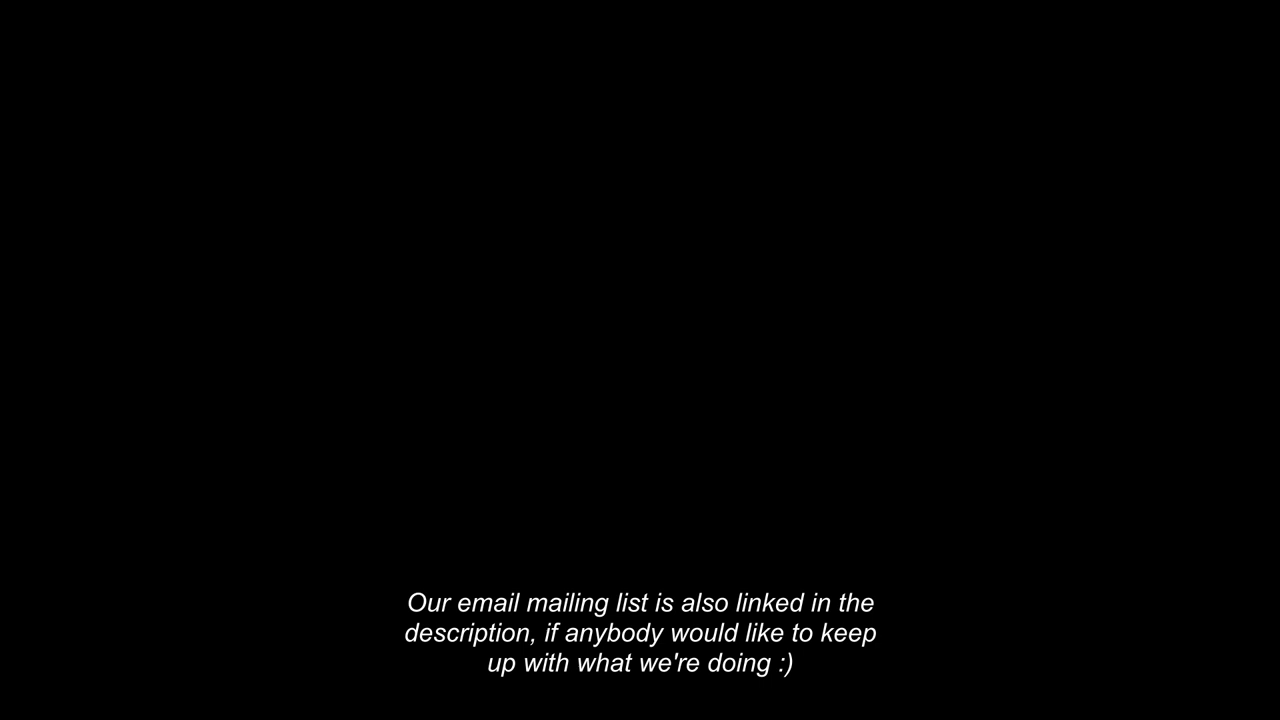 Our email mailing list is also linked in the
description, if anybody would like to keep
up with what we're doing :)